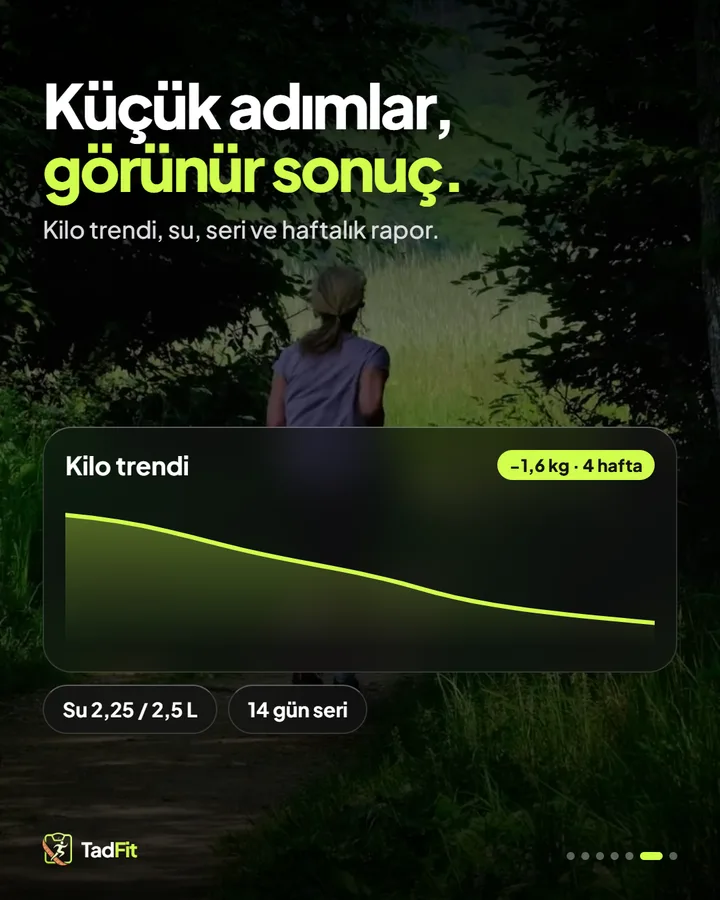 Küçük adımlar,
görünür sonuç.
Kilo trendi, su, seri ve haftalık rapor.
Kilo trendi
−1,6 kg · 4 hafta
Su 2,25 / 2,5 L
14 gün seri
TadFit